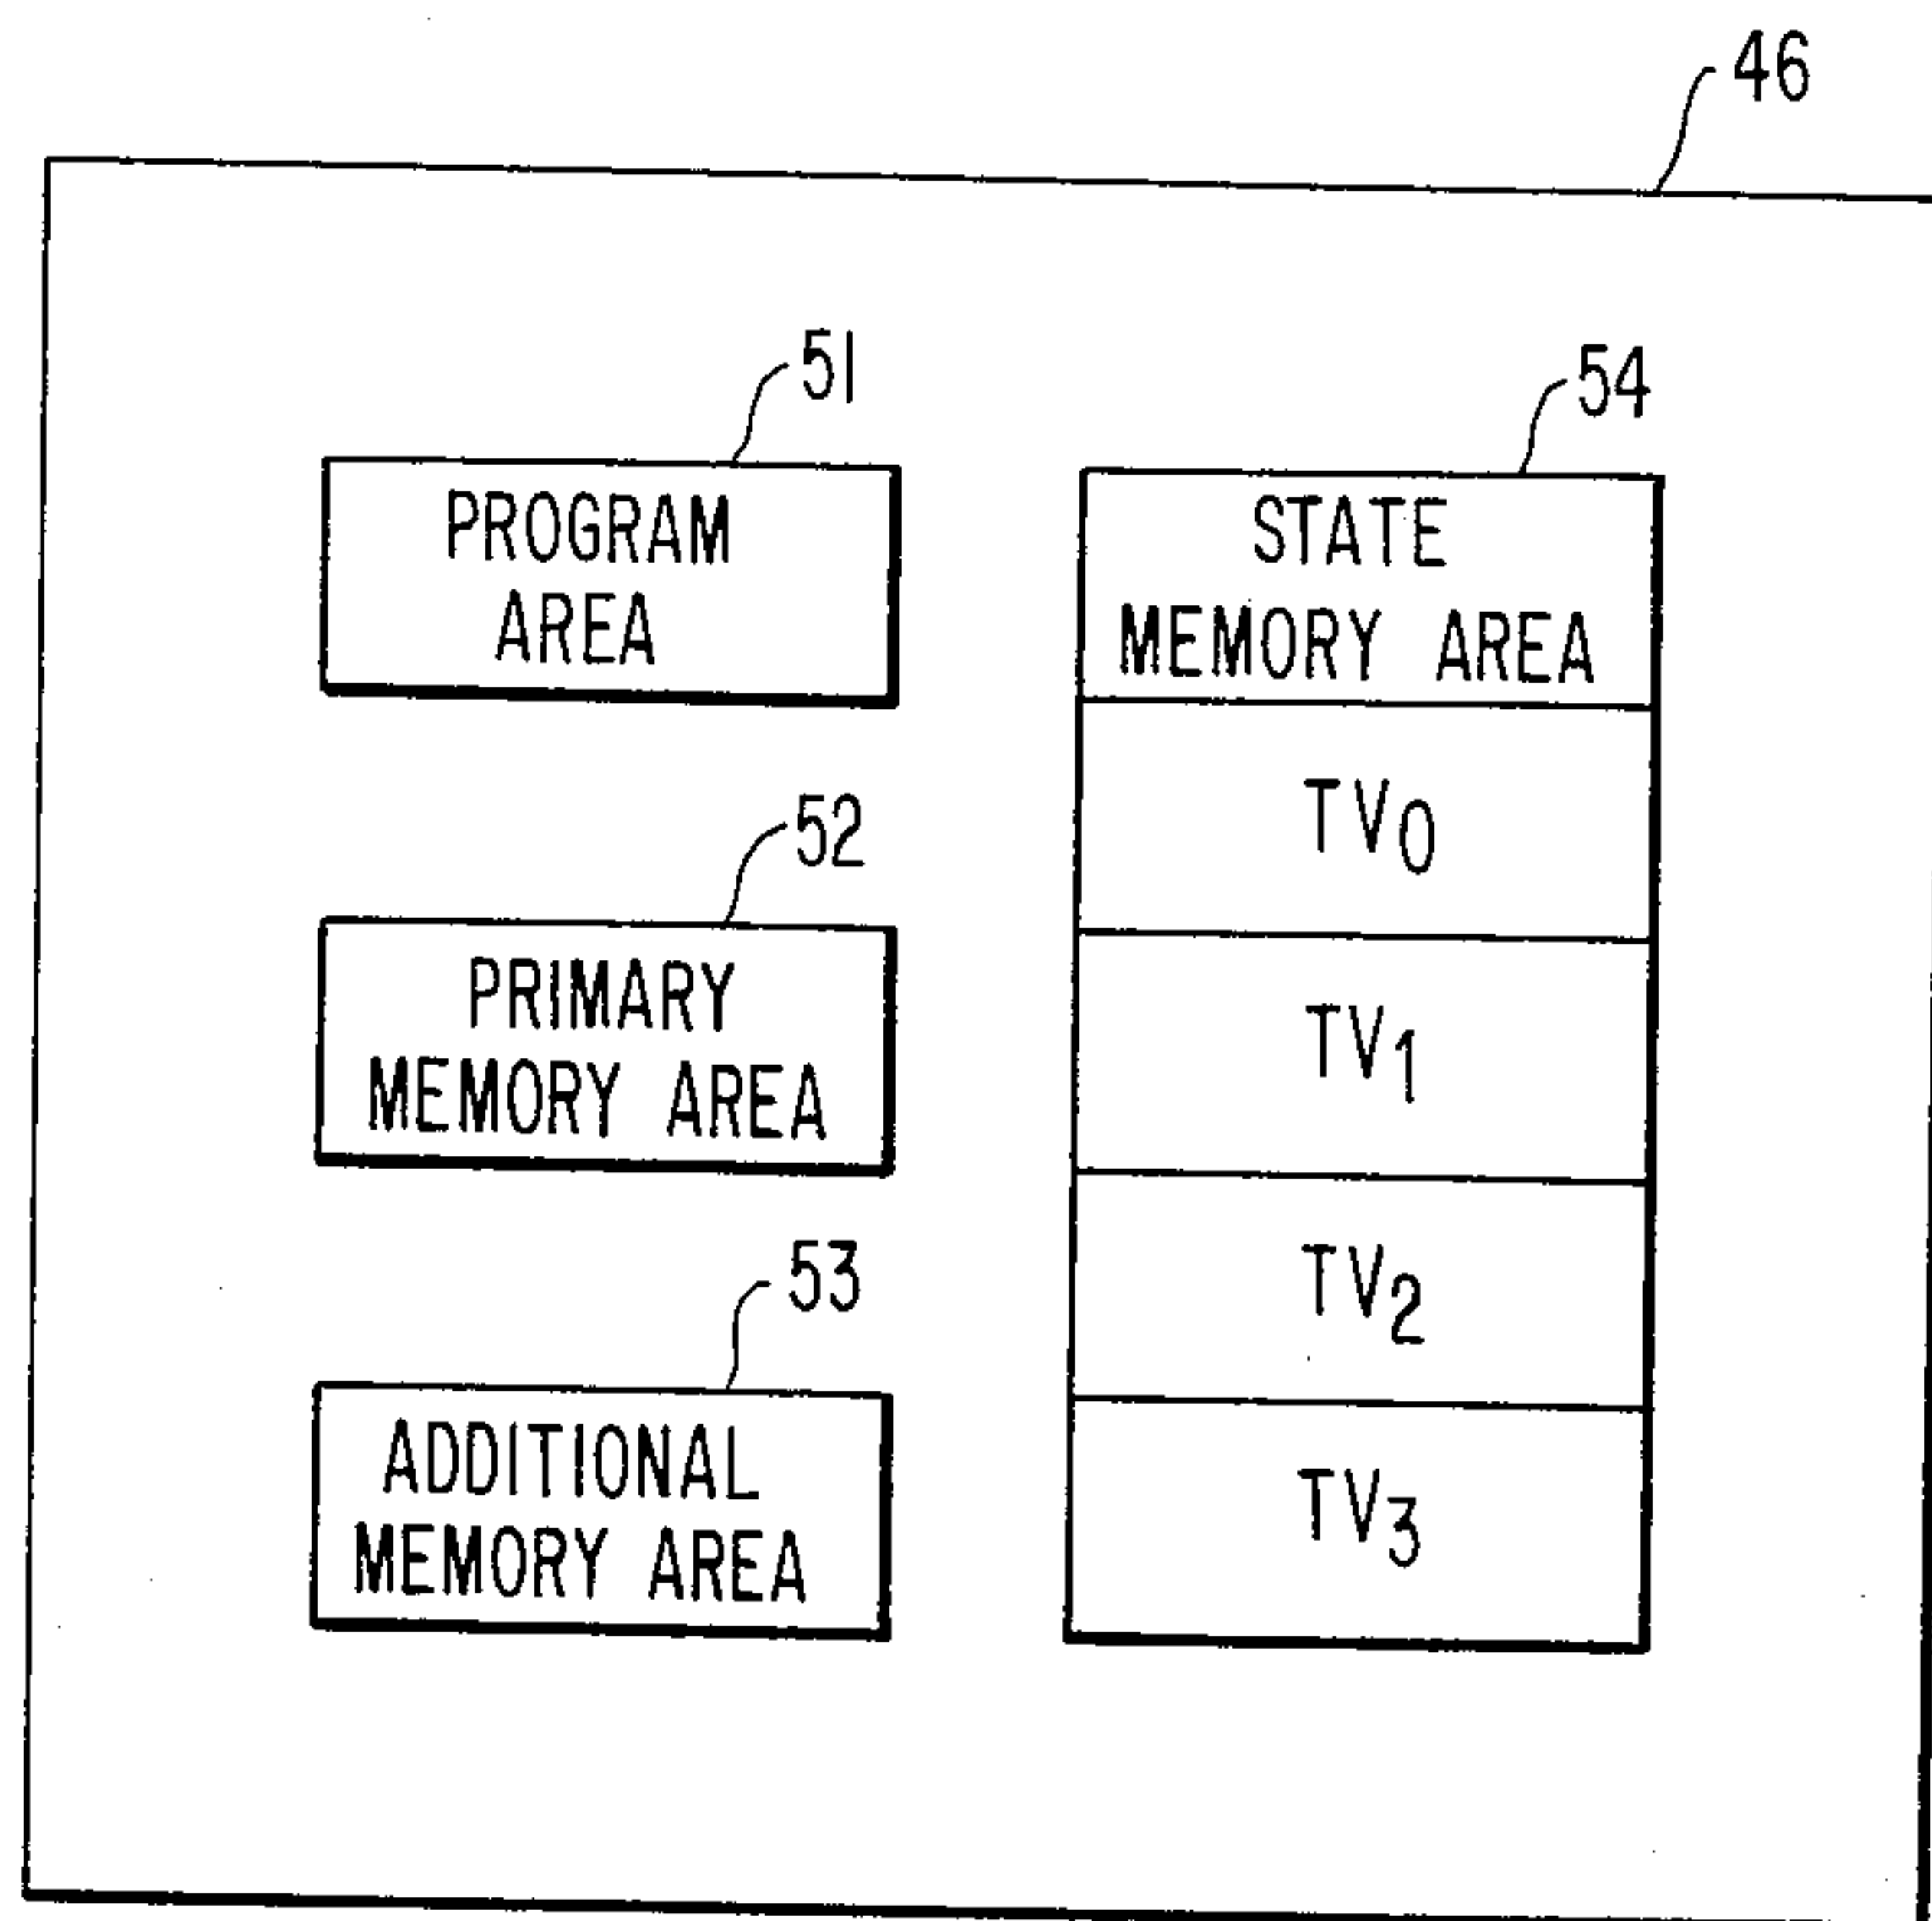 46
51
PROGRAM
AREA
52
PRIMARY
MEMORY AREA
53
ADDITIONAL
MEMORY AREA
54
STATE
MEMORY AREA
TV0
TV1
TV2
TV3